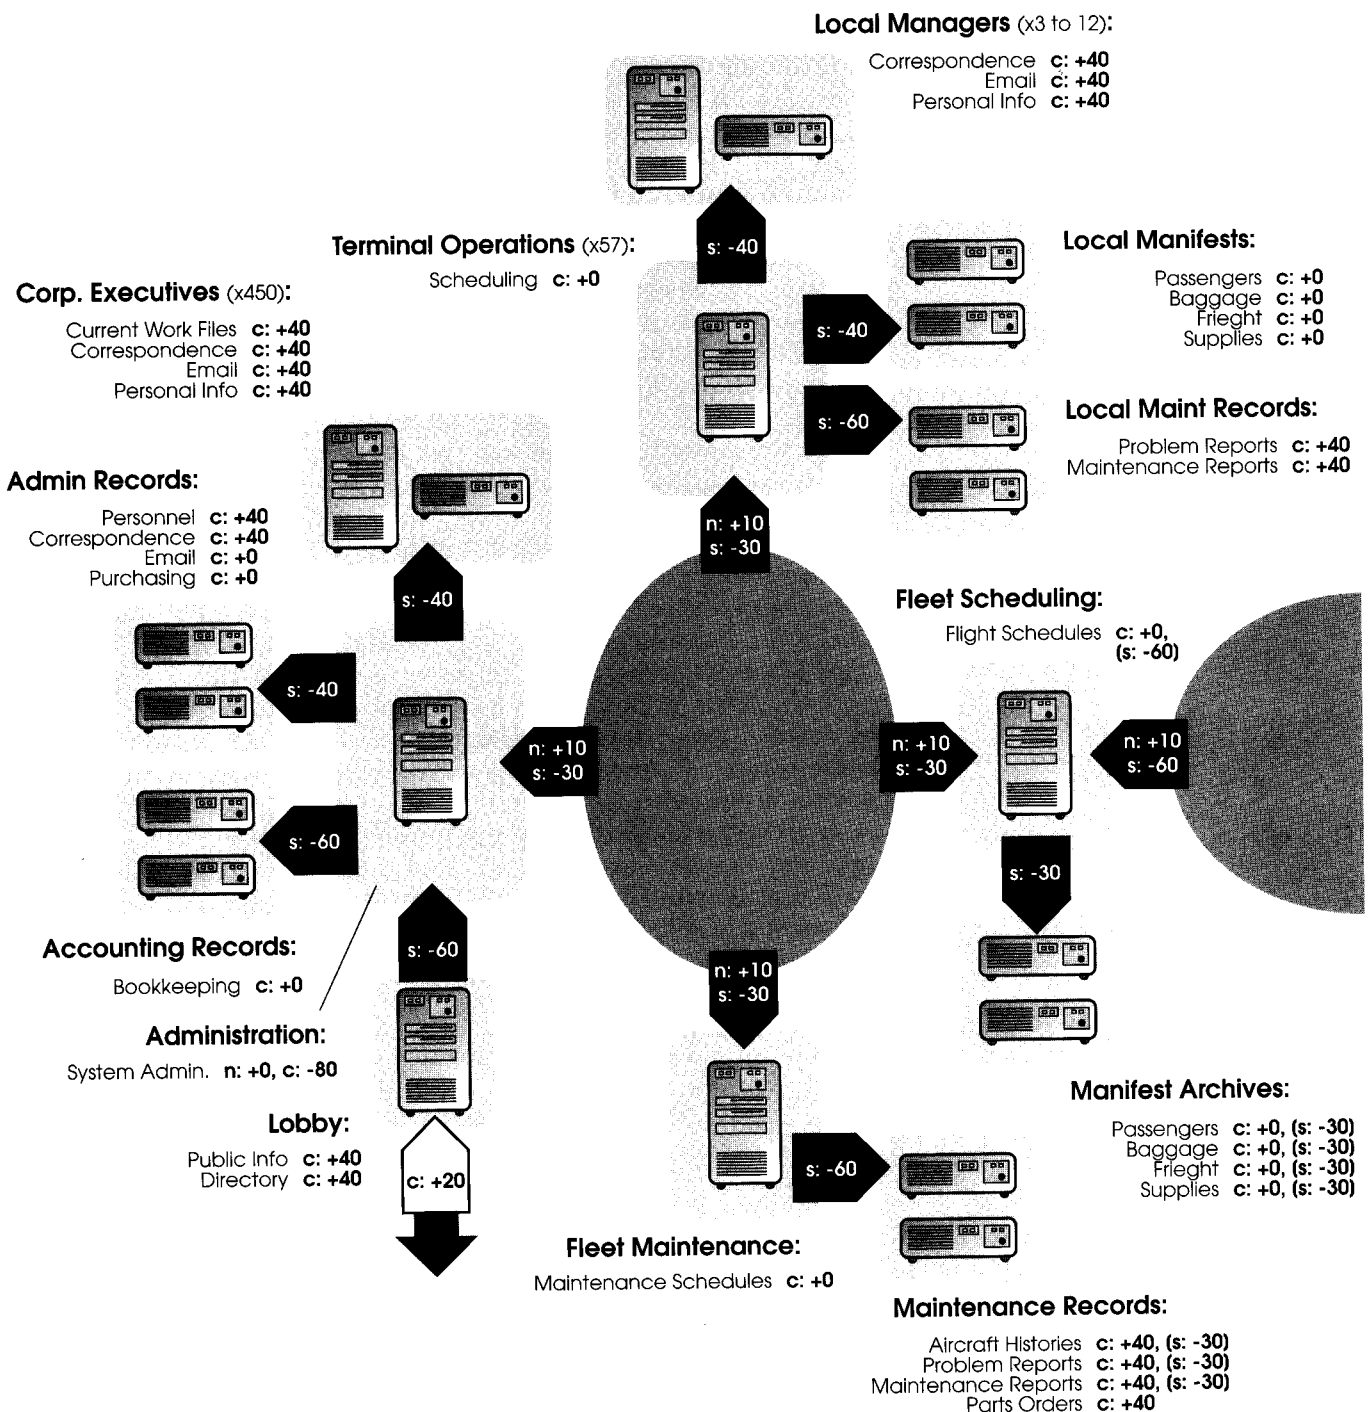 Local Managers (x3 to 12):
Correspondence c: +40
Email c: +40
Personal Info c: +40
s: -40
Terminal Operations (x57):
Scheduling c: +0
Local Manifests:
Passengers c: +0
Baggage c: +0
Frieght c: +0
Supplies c: +0
s: -40
s: -60
Local Maint Records:
Problem Reports c: +40
Maintenance Reports c: +40
n: +10
s: -30
Corp. Executives (x450):
Current Work Files c: +40
Correspondence c: +40
Email c: +40
Personal Info c: +40
Admin Records:
Personnel c: +40
Correspondence c: +40
Email c: +0
Purchasing c: +0
s: -40
s: -40
s: -60
n: +10
s: -30
Fleet Scheduling:
Flight Schedules c: +0,
(s: -60)
n: +10
s: -30
n: +10
s: -60
s: -30
Accounting Records:
Bookkeeping c: +0
s: -60
n: +10
s: -30
Administration:
System Admin. n: +0, c: -80
Lobby:
Public Info c: +40
Directory c: +40
c: +20
Manifest Archives:
Passengers c: +0, (s: -30)
Baggage c: +0, (s: -30)
Frieght c: +0, (s: -30)
Supplies c: +0, (s: -30)
s: -60
Fleet Maintenance:
Maintenance Schedules c: +0
Maintenance Records:
Aircraft Histories c: +40, (s: -30)
Problem Reports c: +40, (s: -30)
Maintenance Reports c: +40, (s: -30)
Parts Orders c: +40